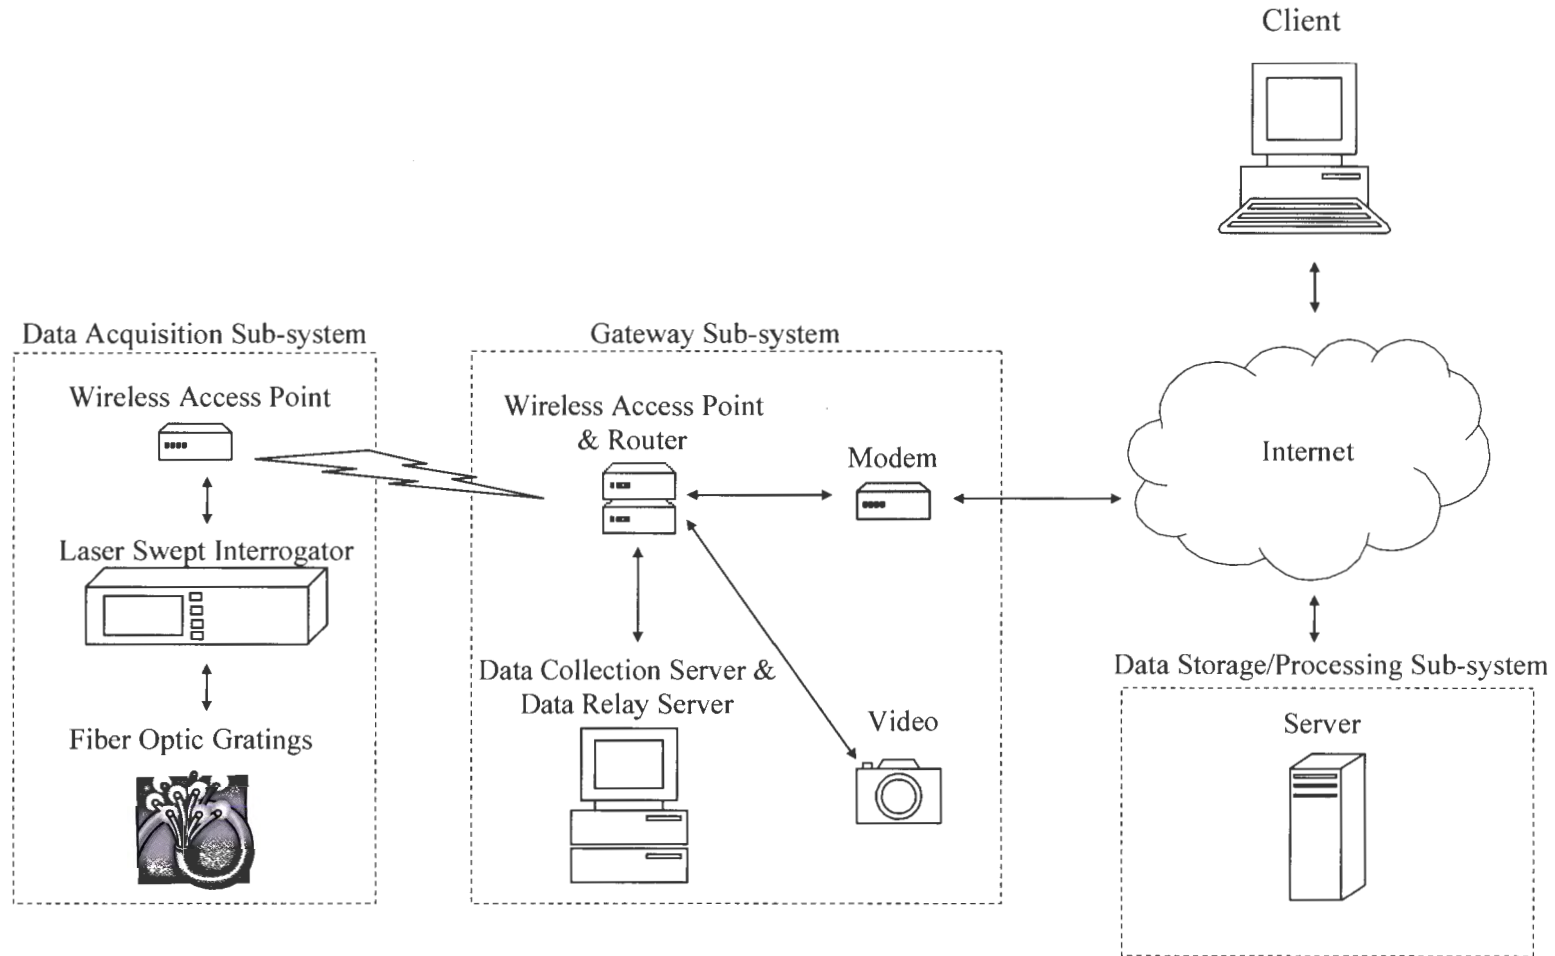 Client
Data Acquisition Sub-system
Wireless Access Point
Laser Swept Interrogator
Fiber Optic Gratings
Gateway Sub-system
Wireless Access Point
& Router
Modem
Data Collection Server &
Data Relay Server
Video
Internet
Data Storage/Processing Sub-system
Server